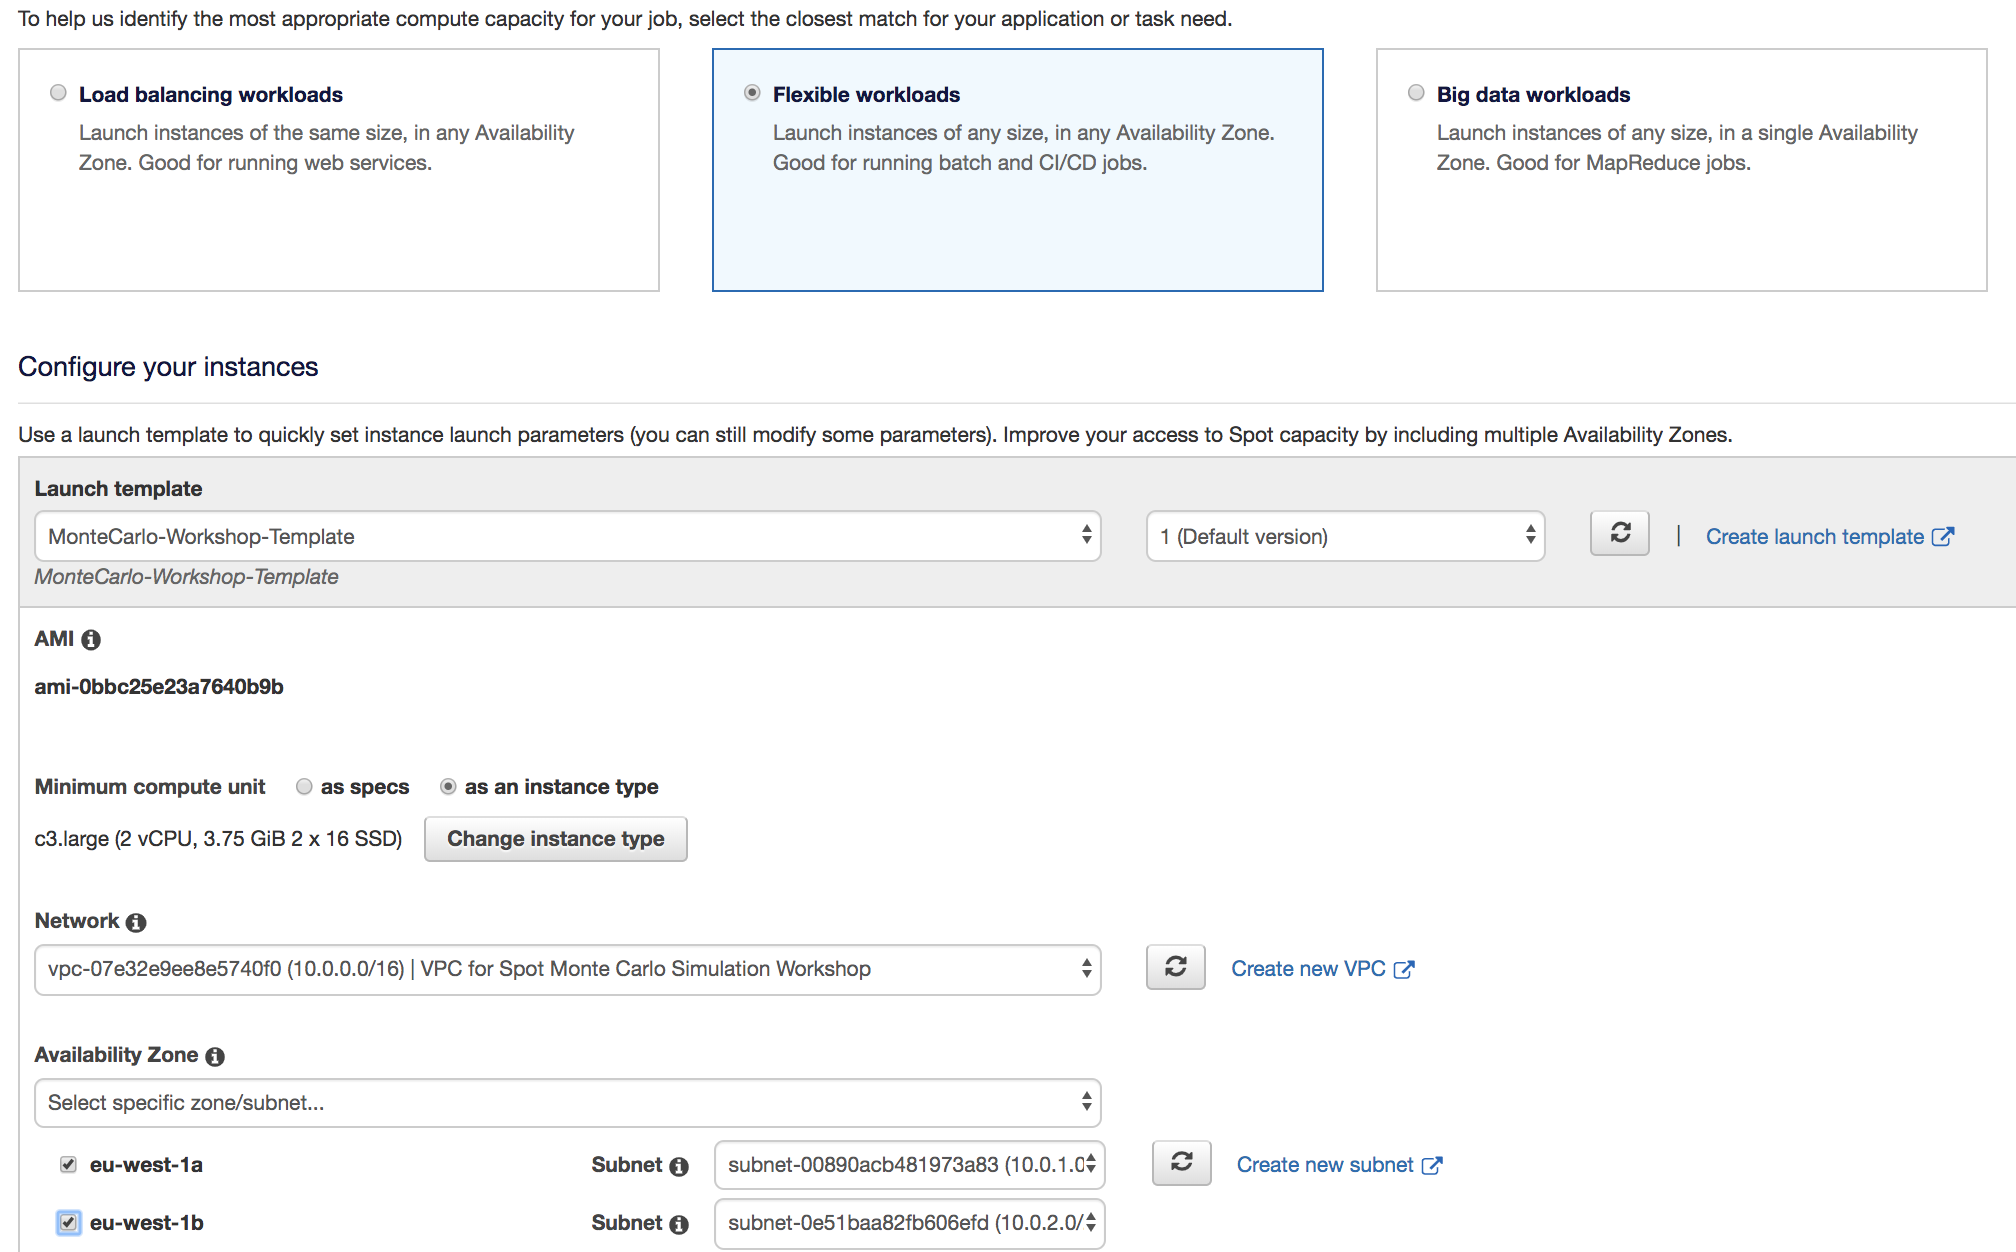 To help us identify the most appropriate compute capacity for your job, select the closest match for your application or task need.
Load balancing workloads
Launch instances of the same size, in any Availability
Zone. Good for running web services.
Flexible workloads
Launch instances of any size, in any Availability Zone.
Good for running batch and CI/CD jobs.
Big data workloads
Launch instances of any size, in a single Availability
Zone. Good for MapReduce jobs.
Configure your instances
Use a launch template to quickly set instance launch parameters (you can still modify some parameters). Improve your access to Spot capacity by including multiple Availability Zones.
Launch template
MonteCarlo-Workshop-Template
1 (Default version)
| Create launch template
MonteCarlo-Workshop-Template
AMI
ami-0bbc25e23a7640b9b
Minimum compute unit as specs as an instance type
c3.large (2 vCPU, 3.75 GiB 2 x 16 SSD) Change instance type
Network
vpc-07e32e9ee8e5740f0 (10.0.0.0/16) | VPC for Spot Monte Carlo Simulation Workshop
Create new VPC
Availability Zone
Select specific zone/subnet...
eu-west-1a Subnet subnet-00890acb481973a83 (10.0.1.0 Create new subnet
eu-west-1b Subnet subnet-0e51baa82fb606efd (10.0.2.0/